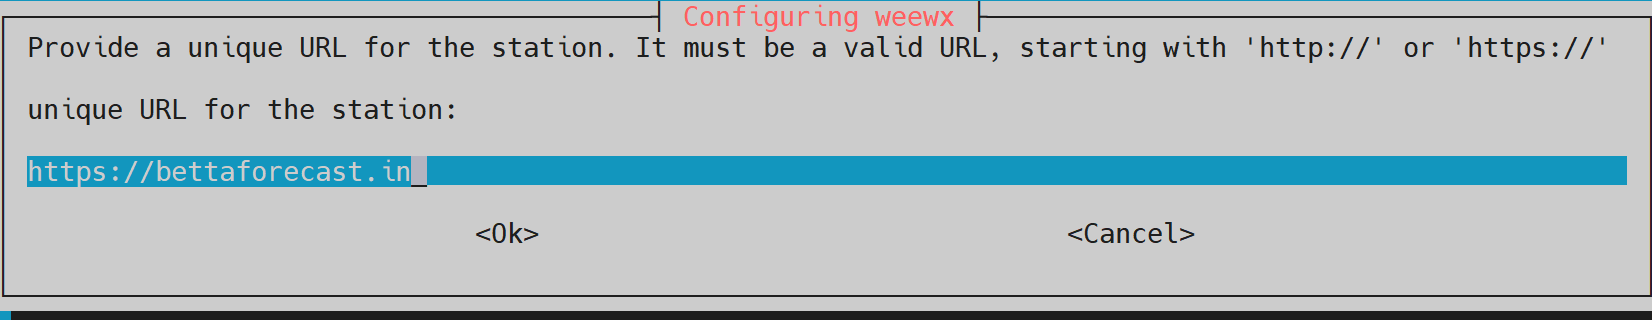 Configuring weewx
Provide a unique URL for the station. It must be a valid URL, starting with 'http://' or 'https://'
unique URL for the station:
https://bettaforecast.in
<Ok> <Cancel>